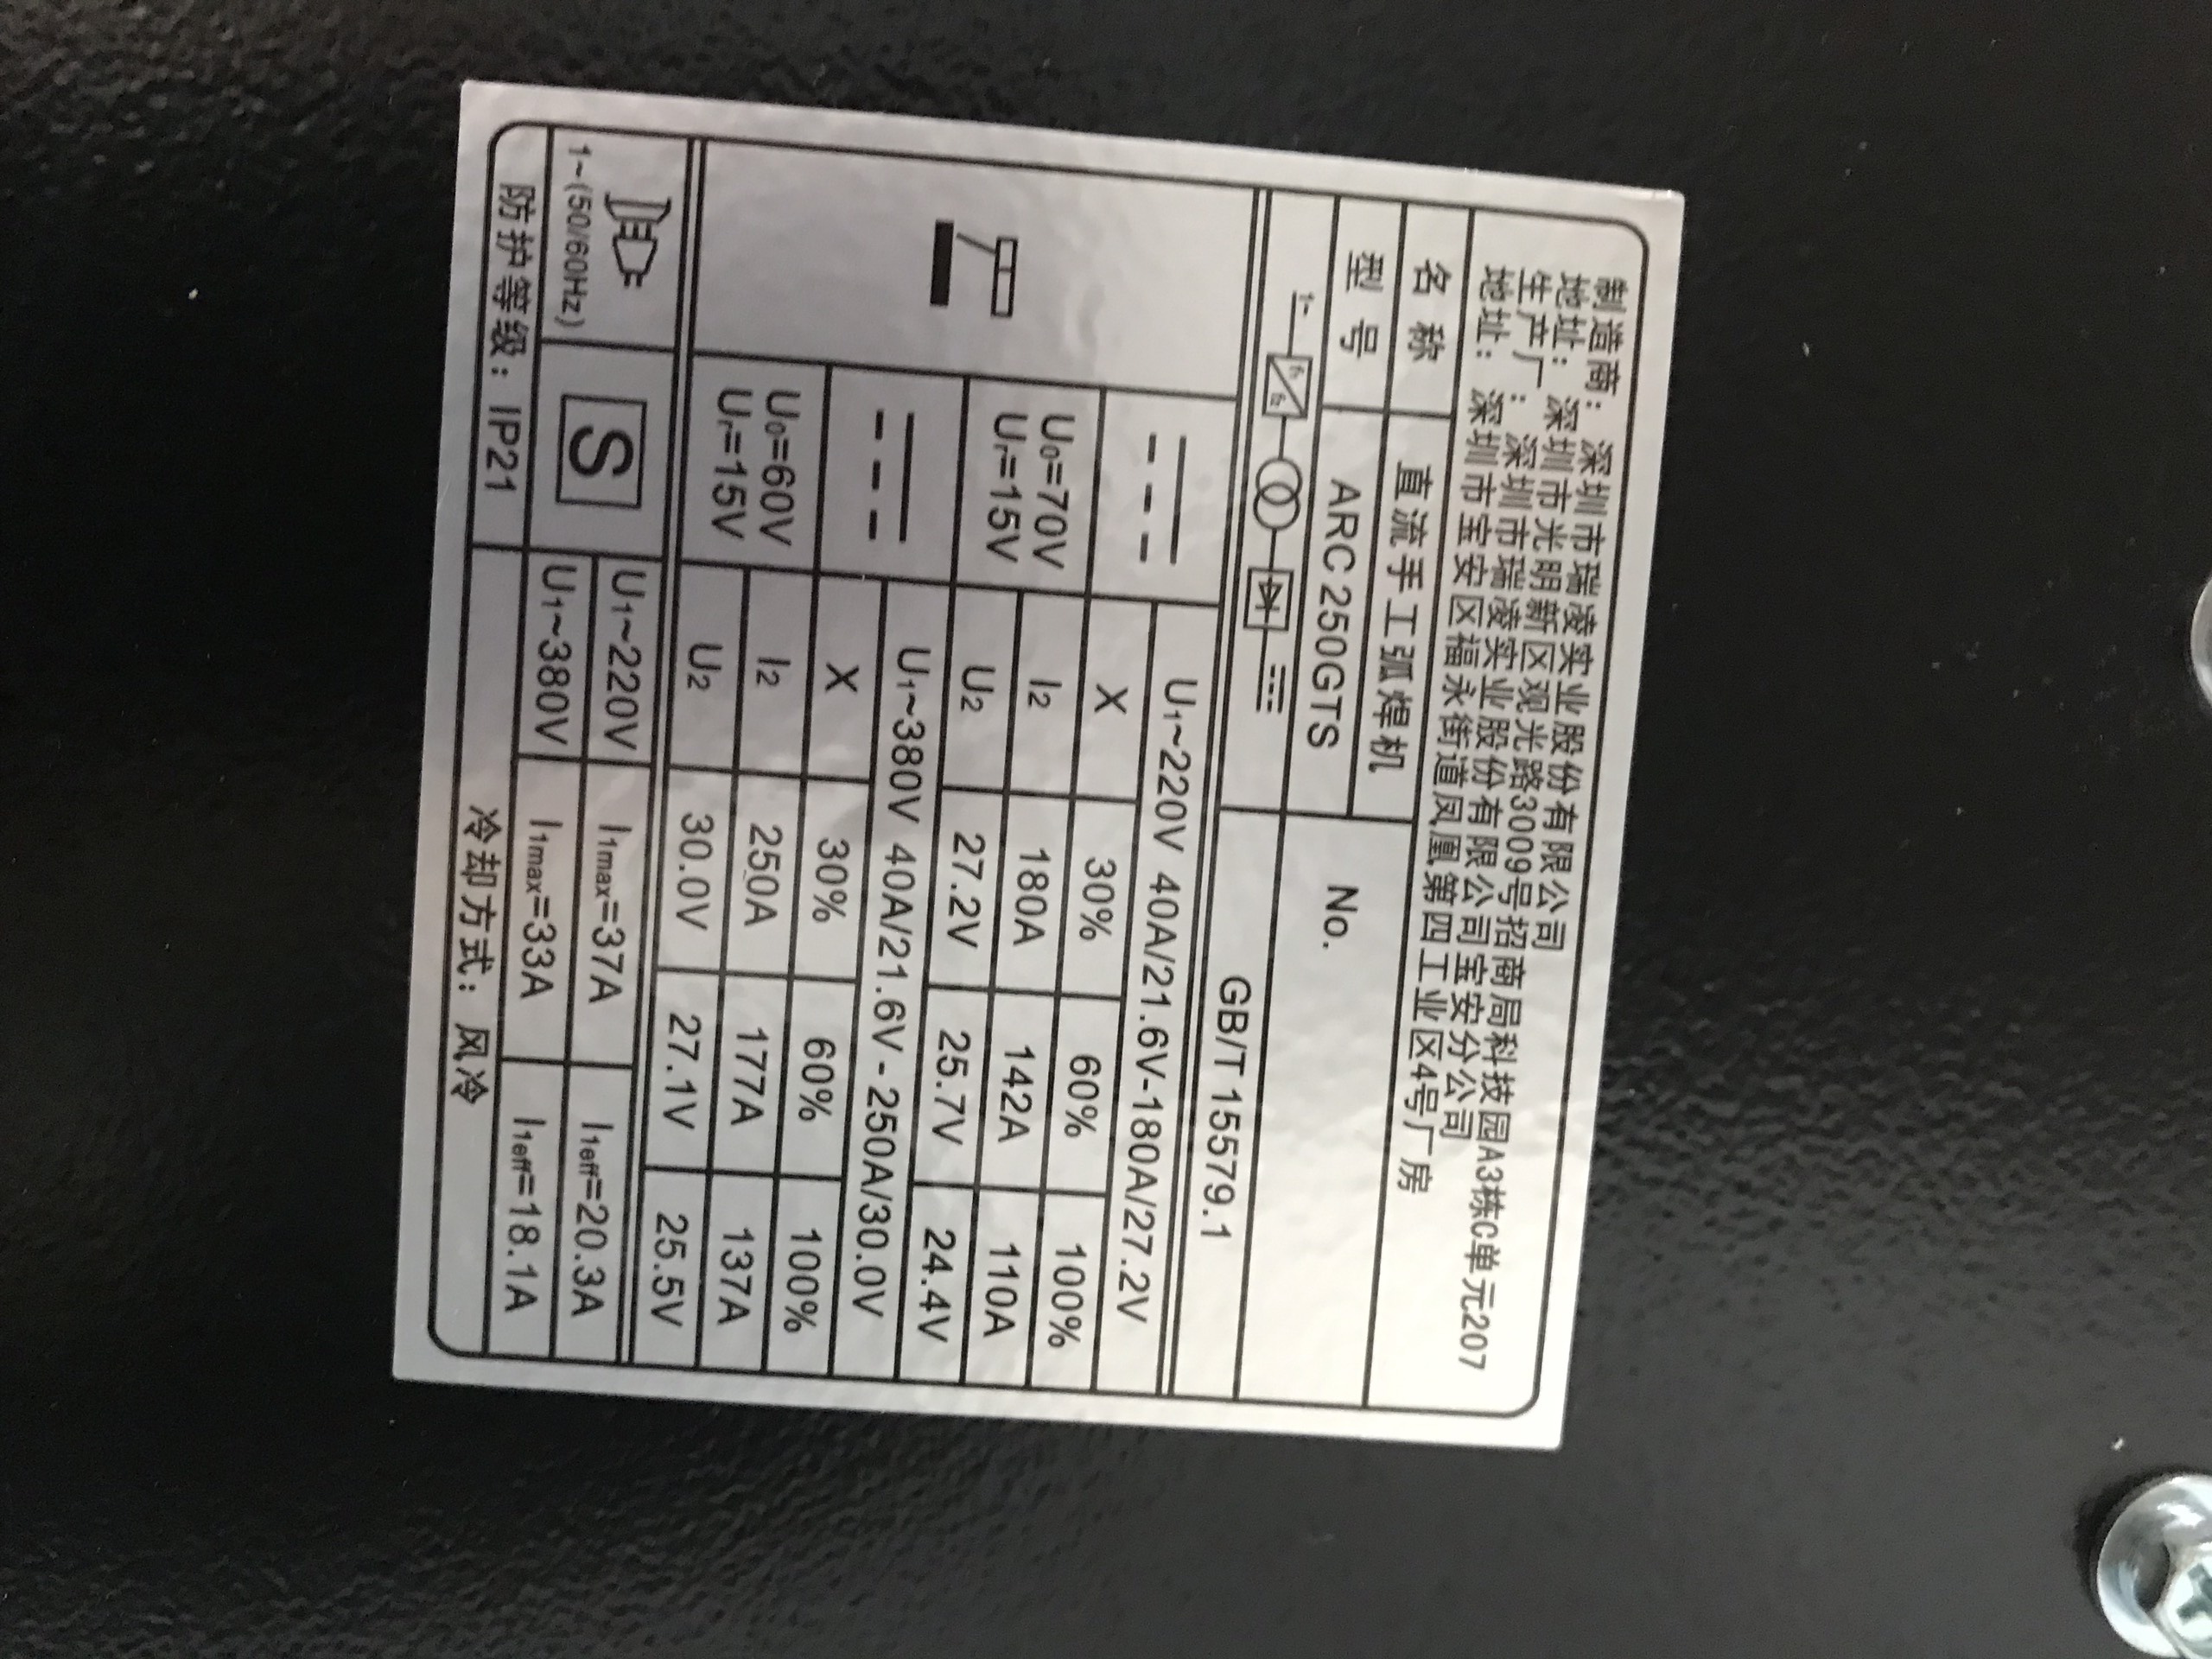 制造商：深圳市瑞凌实业股份有限公司
地址：深圳市光明新区观光路3009号招商局科技园A3栋C单元207
生产厂：深圳市瑞凌实业股份有限公司宝安分公司
地址：深圳市宝安区福永街道凤凰第四工业区4号厂房
名 称 直流手工弧焊机
型 号 ARC250GTS No.
1~ f₁ f₂ GB/T 15579.1
U₁~220V 40A/21.6V-180A/27.2V
X 30% 60% 100%
U₀=70V I₂ 180A 142A 110A
Uᵣ=15V U₂ 27.2V 25.7V 24.4V
U₁~380V 40A/21.6V-250A/30.0V
X 30% 60% 100%
U₀=60V I₂ 250A 177A 137A
Uᵣ=15V U₂ 30.0V 27.1V 25.5V
S U₁~220V I₁max=37A I₁eff=20.3A
1~(50/60Hz) U₁~380V I₁max=33A I₁eff=18.1A
防护等级：IP21 冷却方式：风冷